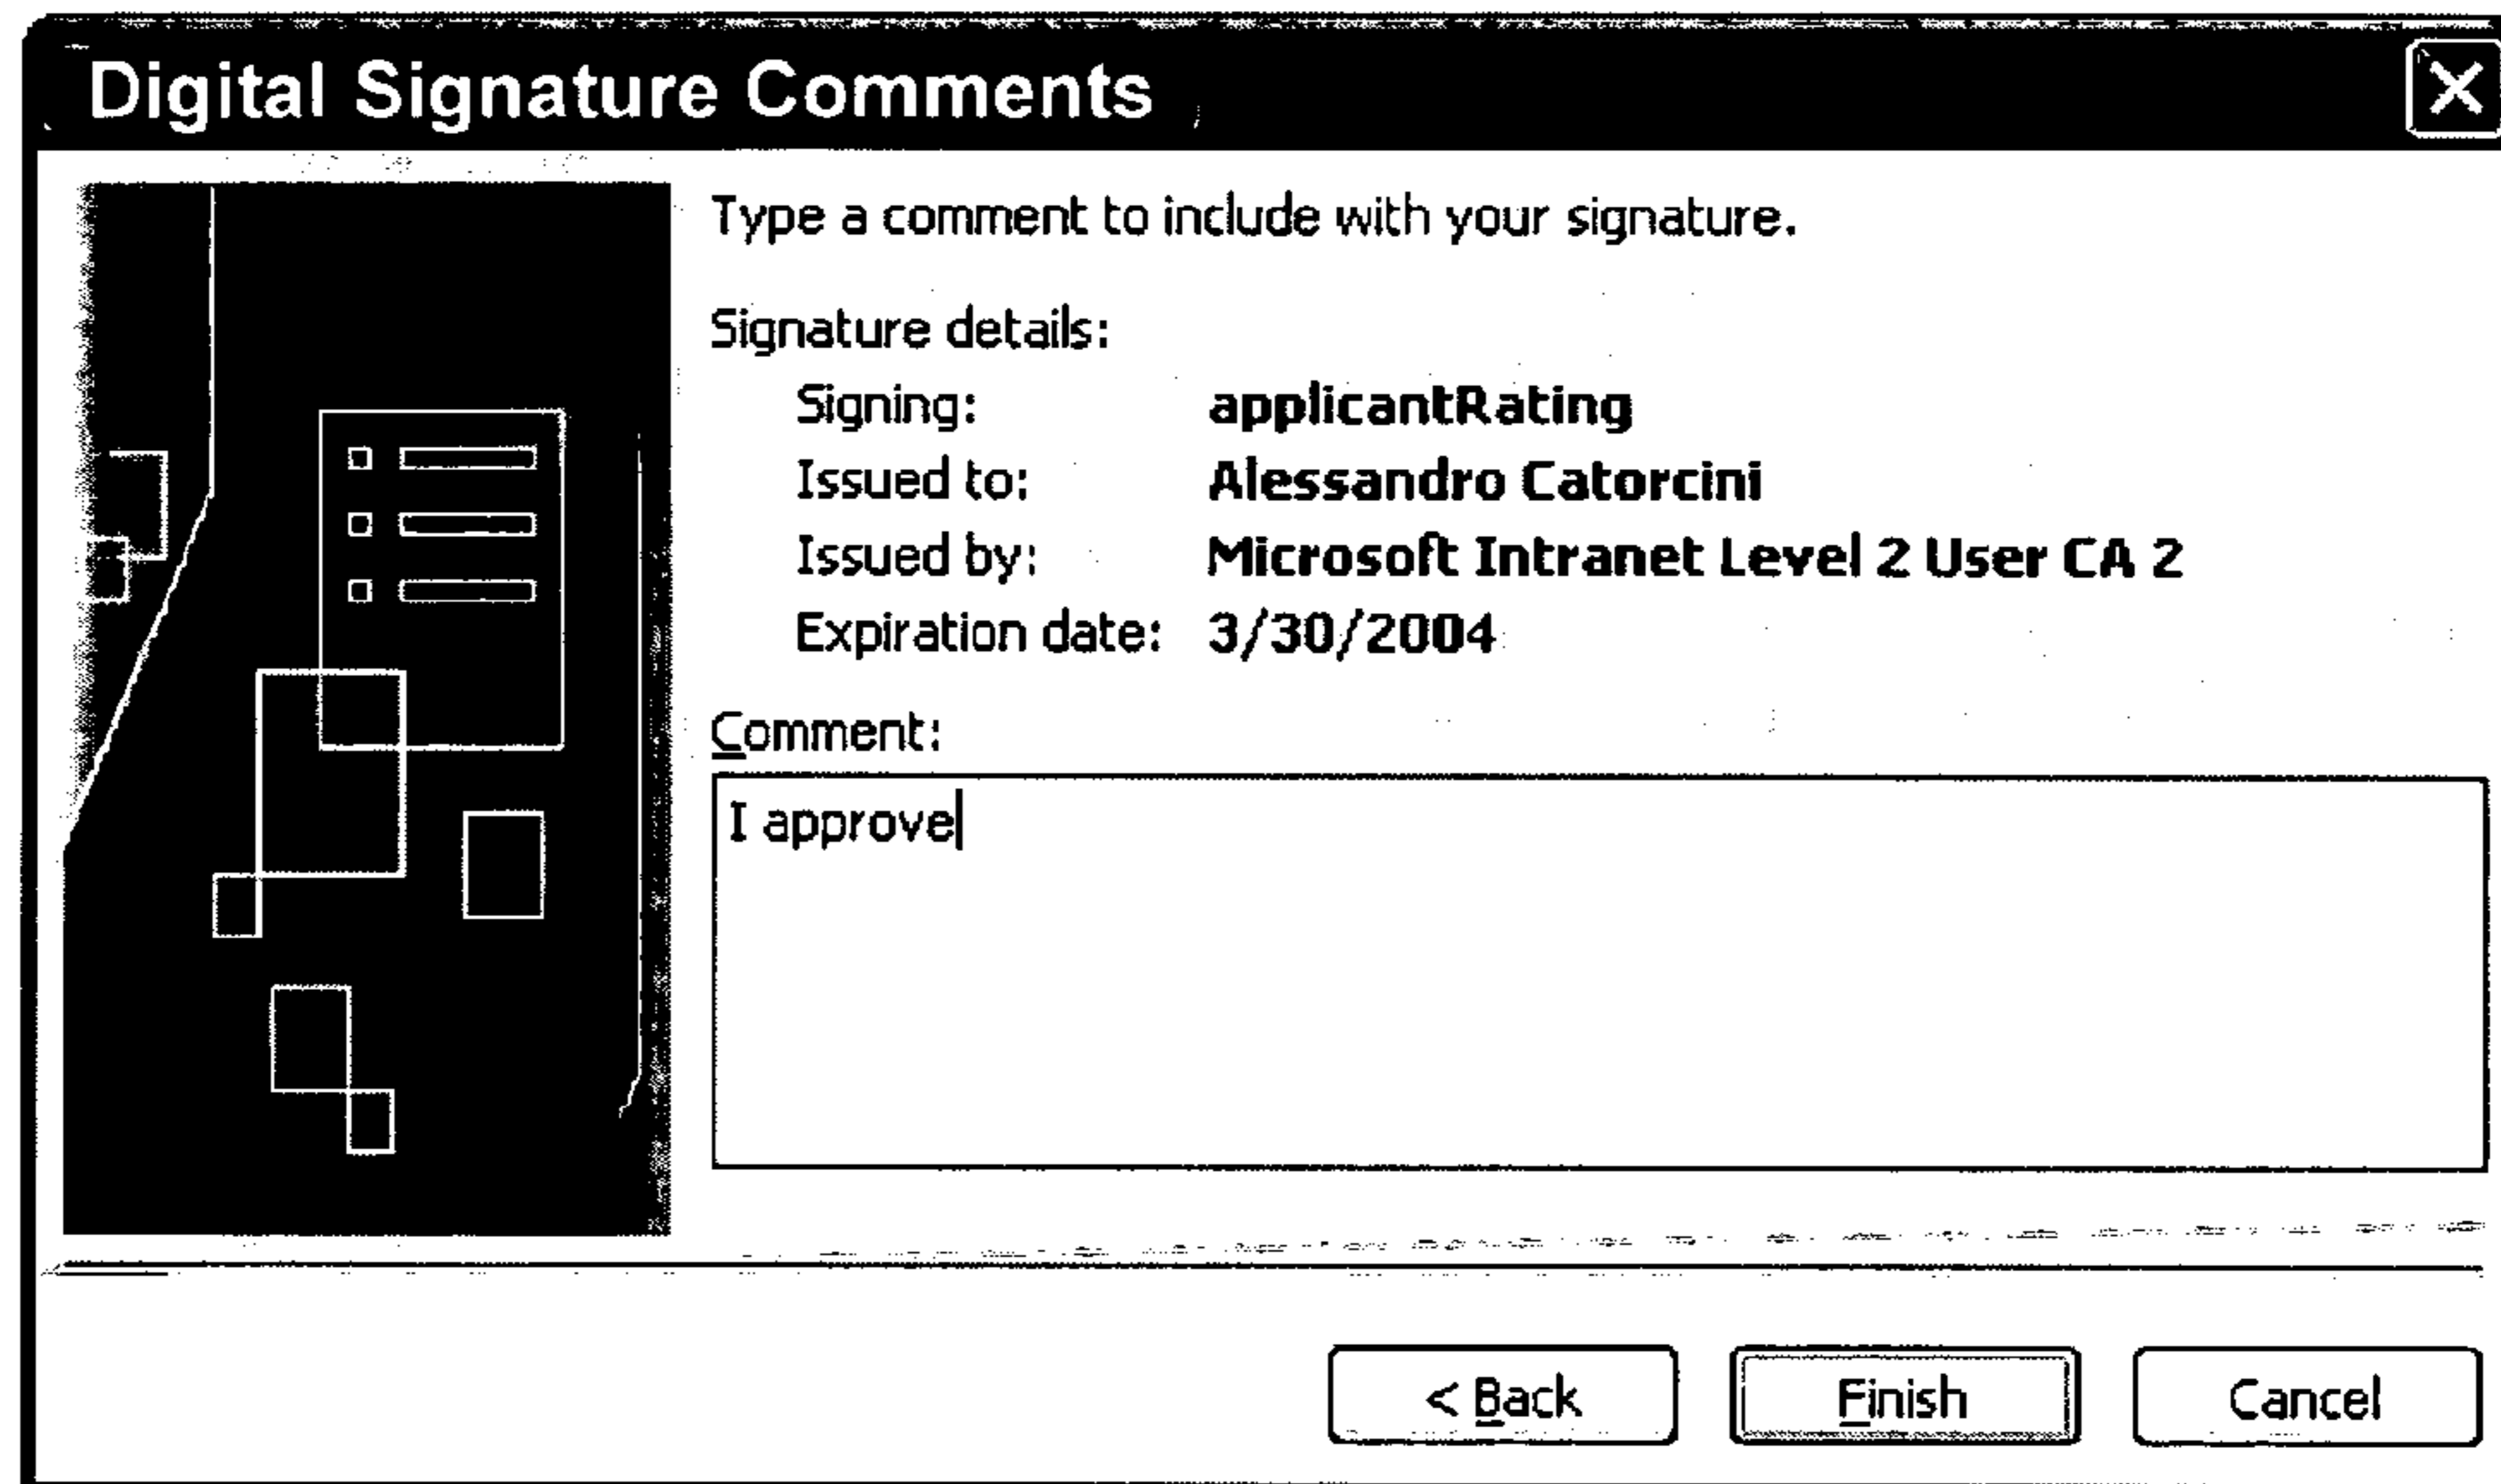 Digital Signature Comments
Type a comment to include with your signature.
Signature details:
Signing: applicantRating
Issued to: Alessandro Catorcini
Issued by: Microsoft Intranet Level 2 User CA 2
Expiration date: 3/30/2004
Comment:
I approve
< Back Finish Cancel